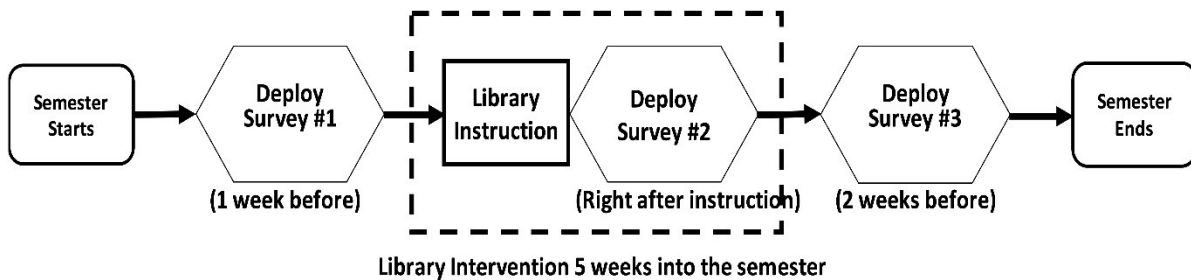 Semester
Starts
Deploy
Survey #1
(1 week before)
Library
Instruction
Deploy
Survey #2
(Right after instruction)
Deploy
Survey #3
(2 weeks before)
Semester
Ends
Library Intervention 5 weeks into the semester